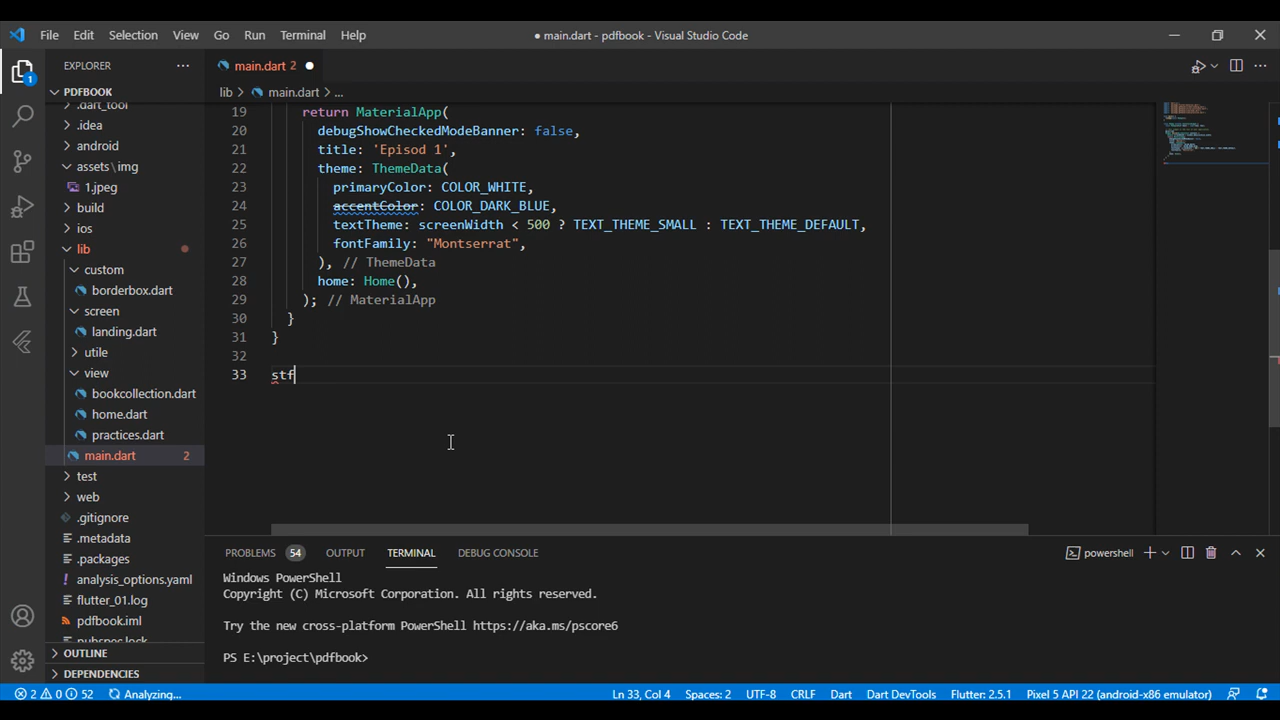 File Edit Selection View Go Run Terminal Help
● main.dart - pdfbook - Visual Studio Code
EXPLORER
main.dart 2
PDFBOOK
lib > main.dart > ...
.dart_tool
.idea
android
assets\img
1.jpeg
build
ios
lib
custom
borderbox.dart
screen
landing.dart
utile
view
bookcollection.dart
home.dart
practices.dart
main.dart 2
test
web
.gitignore
.metadata
.packages
analysis_options.yaml
flutter_01.log
pdfbook.iml
pubspec.lock
OUTLINE
DEPENDENCIES
1
19 return MaterialApp(
20 debugShowCheckedModeBanner: false,
21 title: 'Episod 1',
22 theme: ThemeData(
23 primaryColor: COLOR_WHITE,
24 accentColor: COLOR_DARK_BLUE,
25 textTheme: screenWidth < 500 ? TEXT_THEME_SMALL : TEXT_THEME_DEFAULT,
26 fontFamily: "Montserrat",
27 ), // ThemeData
28 home: Home(),
29 ); // MaterialApp
30 }
31 }
32
33 stf
PROBLEMS 54 OUTPUT TERMINAL DEBUG CONSOLE
powershell
Windows PowerShell
Copyright (C) Microsoft Corporation. All rights reserved.
Try the new cross-platform PowerShell https://aka.ms/pscore6
PS E:\project\pdfbook>
2 0 52 Analyzing...
Ln 33, Col 4 Spaces: 2 UTF-8 CRLF Dart Dart DevTools Flutter: 2.5.1 Pixel 5 API 22 (android-x86 emulator)